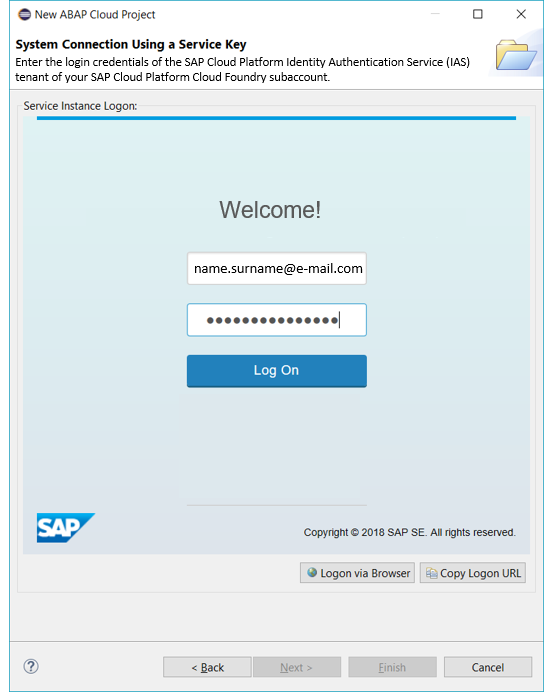 New ABAP Cloud Project
System Connection Using a Service Key
Enter the login credentials of the SAP Cloud Platform Identity Authentication Service (IAS)
tenant of your SAP Cloud Platform Cloud Foundry subaccount.
Service Instance Logon:
Welcome!
name.surname@e-mail.com
Log On
SAP
Copyright © 2018 SAP SE. All rights reserved.
Logon via Browser Copy Logon URL
? < Back Next > Finish Cancel